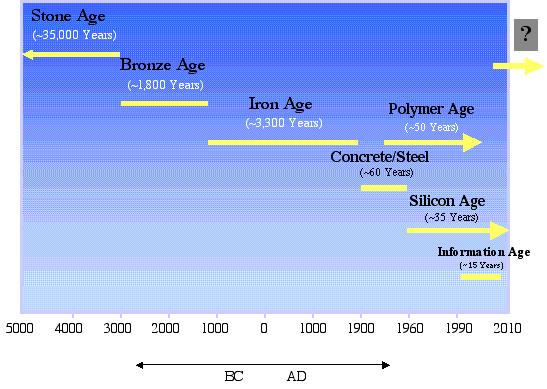 Stone Age
(~35,000 Years)
?
Bronze Age
(~1,800 Years)
Iron Age
(~3,300 Years)
Polymer Age
(~50 Years)
Concrete/Steel
(~60 Years)
Silicon Age
(~35 Years)
Information Age
(~15 Years)
5000 4000 3000 2000 1000 0 1000 1900 1960 1990 2010
BC AD